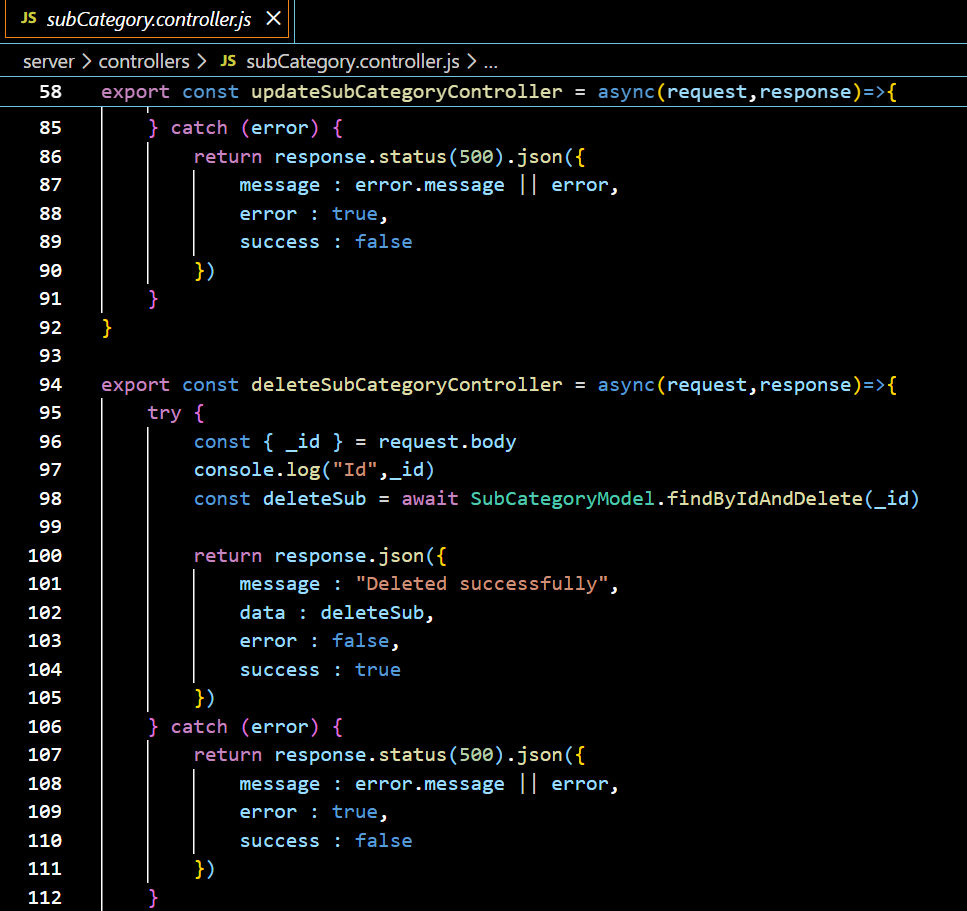 JS subCategory.controller.js ×
server > controllers > JS subCategory.controller.js > ...
58 export const updateSubCategoryController = async(request,response)=>{
85     } catch (error) {
86         return response.status(500).json({
87             message : error.message || error,
88             error : true,
89             success : false
90         })
91     }
92 }
93
94 export const deleteSubCategoryController = async(request,response)=>{
95     try {
96         const { _id } = request.body
97         console.log("Id",_id)
98         const deleteSub = await SubCategoryModel.findByIdAndDelete(_id)
99
100         return response.json({
101             message : "Deleted successfully",
102             data : deleteSub,
103             error : false,
104             success : true
105         })
106     } catch (error) {
107         return response.status(500).json({
108             message : error.message || error,
109             error : true,
110             success : false
111         })
112     }